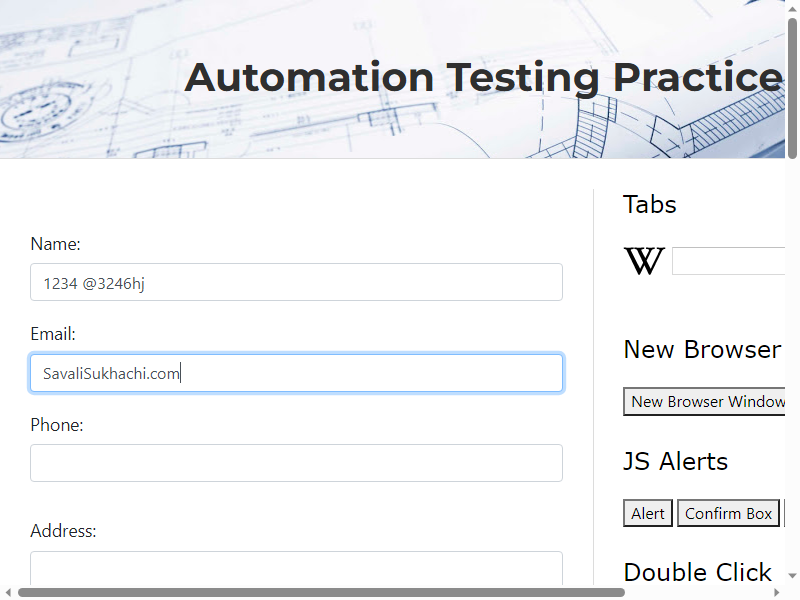 Automation Testing Practice
Name:
1234 @3246hj
Email:
SavaliSukhachi.com
Phone:
Address:
Tabs
W
New Browser
New Browser Window
JS Alerts
Alert
Confirm Box
Double Click